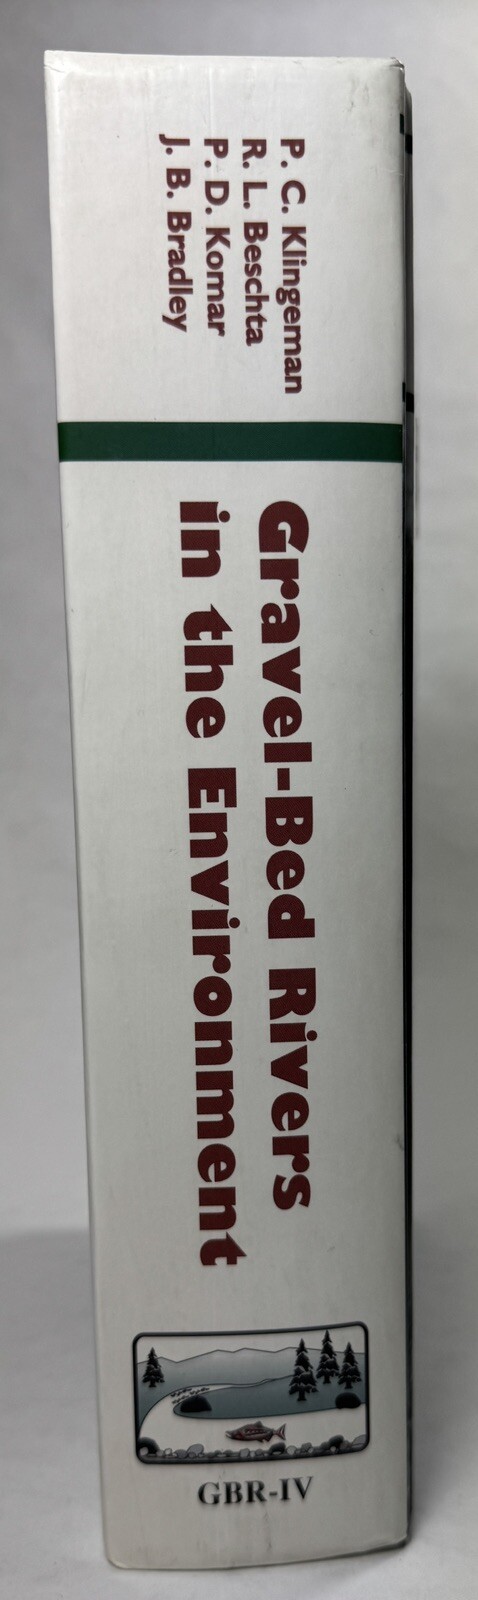 P. C. Klingeman
R. L. Beschta
P. D. Komar
J. B. Bradley
Gravel-Bed Rivers
in the Environment
GBR-IV